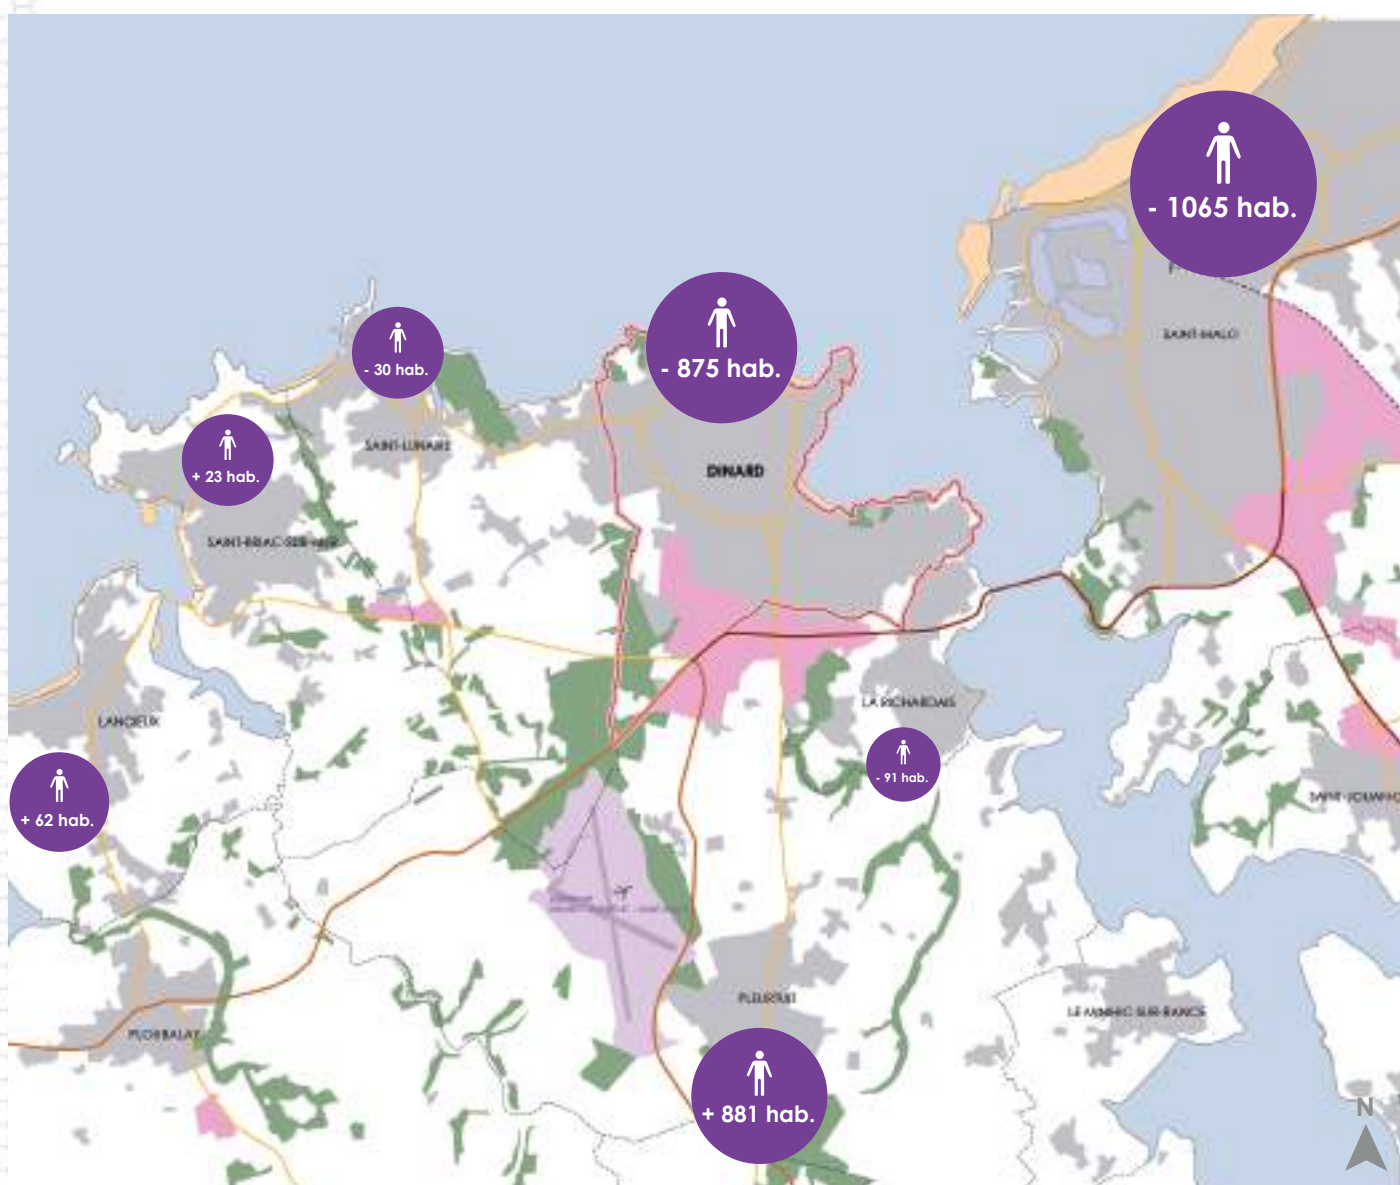 - 1065 hab.
SAINT-MALO
- 30 hab.
- 875 hab.
SAINT-LUNAIRE
+ 23 hab.
DINARD
SAINT-BRIAC-SUR-MER
LA RICHARDAIS
LANCIEUX
- 91 hab.
+ 62 hab.
PLEURTUIT
LE MINIHIC-SUR-RANCE
PLOUBALAY
+ 881 hab.
N